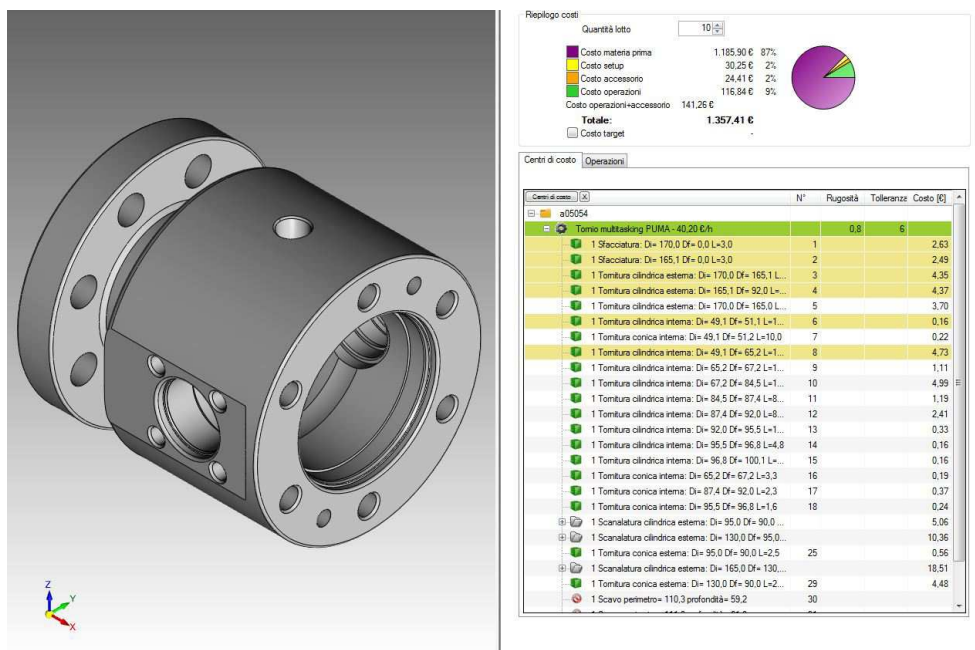 Riepilogo costi
Quantità lotto 10
Costo materia prima 1.185,90 € 87%
Costo setup 30,25 € 2%
Costo accessorio 24,41 € 2%
Costo operazioni 116,84 € 9%
Costo operazioni+accessorio 141,26 €
Totale: 1.357,41 €
Costo target -
Centri di costo Operazioni
Centri di costo X N° Rugosità Tolleranza Costo [€]
a05054
Tornio multitasking PUMA - 40,20 €/h 0,8 6
1 Sfacciatura: Di= 170,0 Df= 0,0 L=3,0 1 2,63
1 Sfacciatura: Di= 165,1 Df= 0,0 L=3,0 2 2,49
1 Tornitura cilindrica esterna: Di= 170,0 Df= 165,1 L... 3 4,35
1 Tornitura cilindrica esterna: Di= 165,1 Df= 92,0 L=... 4 4,37
1 Tornitura cilindrica esterna: Di= 170,0 Df= 165,0 L... 5 3,70
1 Tornitura cilindrica interna: Di= 49,1 Df= 51,1 L=1... 6 0,16
1 Tornitura conica interna: Di= 49,1 Df= 51,2 L=10,0 7 0,22
1 Tornitura cilindrica interna: Di= 49,1 Df= 65,2 L=1... 8 4,73
1 Tornitura cilindrica interna: Di= 65,2 Df= 67,2 L=1... 9 1,11
1 Tornitura cilindrica interna: Di= 67,2 Df= 84,5 L=1... 10 4,99
1 Tornitura cilindrica interna: Di= 84,5 Df= 87,4 L=8... 11 1,19
1 Tornitura cilindrica interna: Di= 87,4 Df= 92,0 L=8... 12 2,41
1 Tornitura cilindrica interna: Di= 92,0 Df= 95,5 L=1... 13 0,33
1 Tornitura cilindrica interna: Di= 95,5 Df= 96,8 L=4,8 14 0,16
1 Tornitura cilindrica interna: Di= 96,8 Df= 100,1 L=... 15 0,16
1 Tornitura conica interna: Di= 65,2 Df= 67,2 L=3,3 16 0,19
1 Tornitura conica interna: Di= 87,4 Df= 92,0 L=2,3 17 0,37
1 Tornitura conica interna: Di= 95,5 Df= 96,8 L=1,6 18 0,24
1 Scanalatura cilindrica esterna: Di= 95,0 Df= 90,0 ... 5,06
1 Scanalatura cilindrica esterna: Di= 130,0 Df= 95,0... 10,36
1 Tornitura conica esterna: Di= 95,0 Df= 90,0 L=2,5 25 0,56
1 Scanalatura cilindrica esterna: Di= 165,0 Df= 130,... 18,51
1 Tornitura conica esterna: Di= 130,0 Df= 90,0 L=2... 29 4,48
1 Scavo perimetro= 110,3 profondità= 59,2 30
Z
Y
X